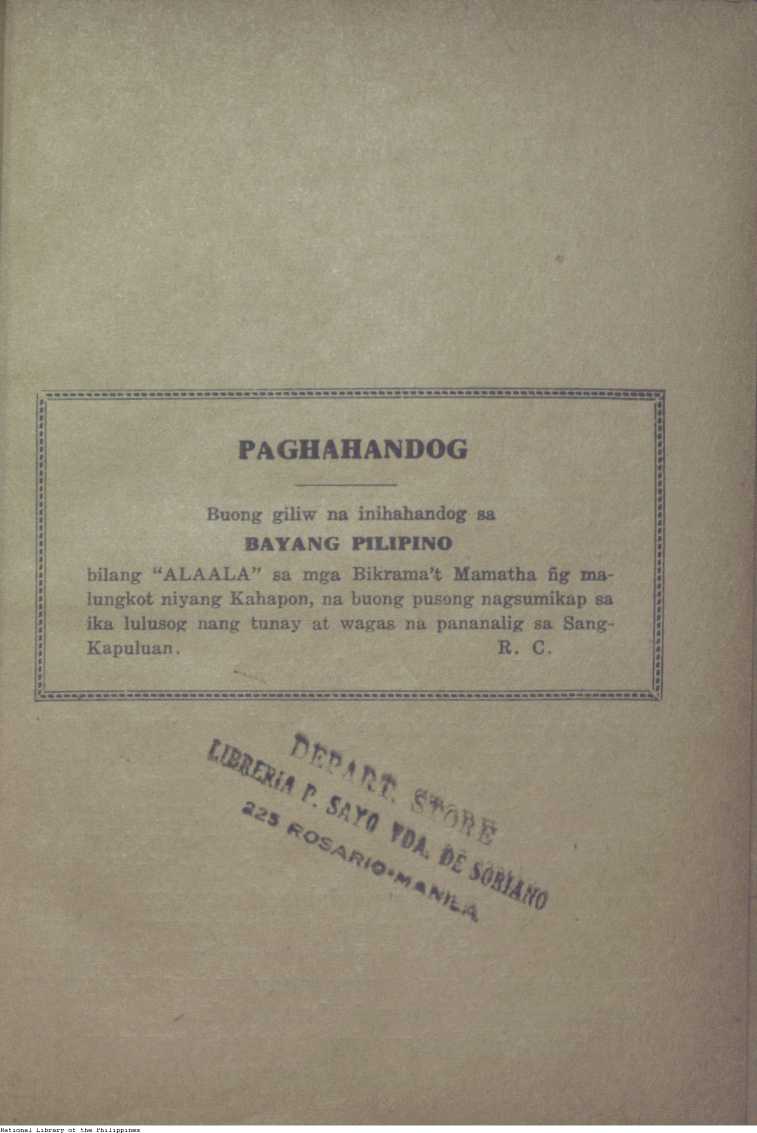 PAGHAHANDOG
Buong giliw na inihahandog sa
BAYANG PILIPINO
bilang “ALAALA” sa mga Bikrama't Mamatha ñg ma-
lungkot niyang Kahapon, na buong pusong nagsumikap sa
ika lulusog nang tunay at wagas na pananalig sa Sang-
Kapuluan. R. C.
DEPART. STORE
LIBRERIA P. SAYO VDA. DE SORIANO
225 ROSARIO•MANILA
National Library of the Philippines